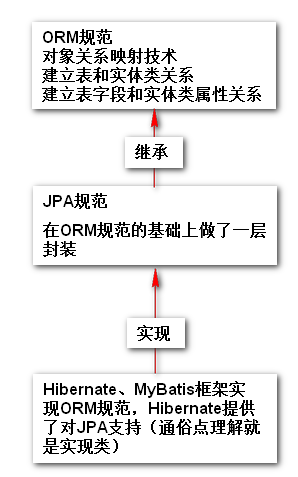 ORM规范
对象关系映射技术
建立表和实体类关系
建立表字段和实体类属性关系
继承
JPA规范
在ORM规范的基础上做了一层
封装
实现
Hibernate、MyBatis框架实
现ORM规范，Hibernate提供
了对JPA支持（通俗点理解就
是实现类）